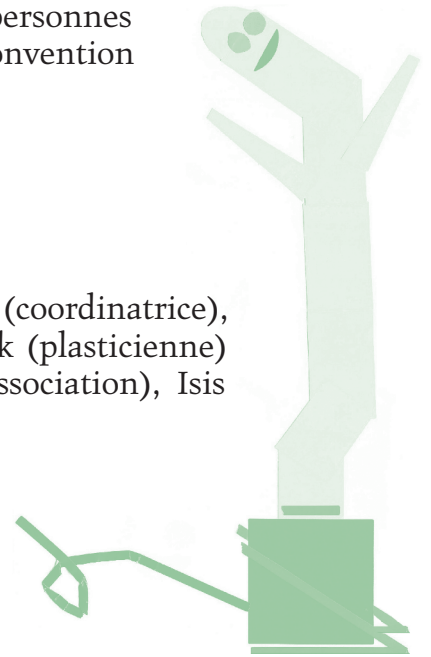 personnes
onvention
(coordinatrice),
k (plasticienne)
ssociation), Isis